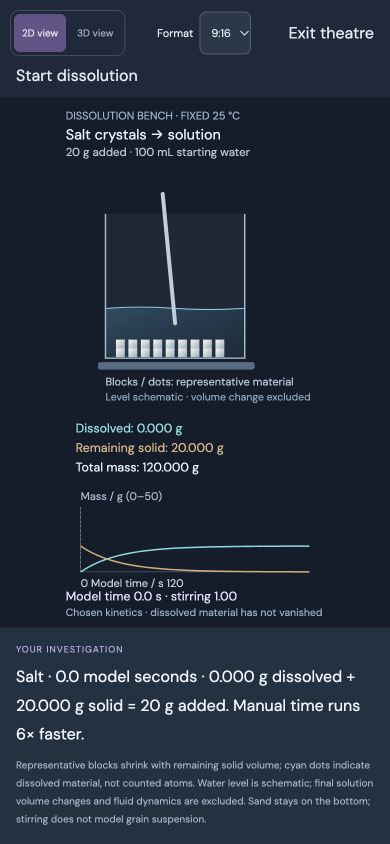 2D view 3D view Format 9:16 Exit theatre
Start dissolution
DISSOLUTION BENCH · FIXED 25 °C
Salt crystals → solution
20 g added · 100 mL starting water
Blocks / dots: representative material
Level schematic · volume change excluded
Dissolved: 0.000 g
Remaining solid: 20.000 g
Total mass: 120.000 g
Mass / g (0–50)
0 Model time / s 120
Model time 0.0 s · stirring 1.00
Chosen kinetics · dissolved material has not vanished
YOUR INVESTIGATION
Salt · 0.0 model seconds · 0.000 g dissolved +
20.000 g solid = 20 g added. Manual time runs
6× faster.
Representative blocks shrink with remaining solid volume; cyan dots indicate
dissolved material, not counted atoms. Water level is schematic; final solution
volume changes and fluid dynamics are excluded. Sand stays on the bottom;
stirring does not model grain suspension.